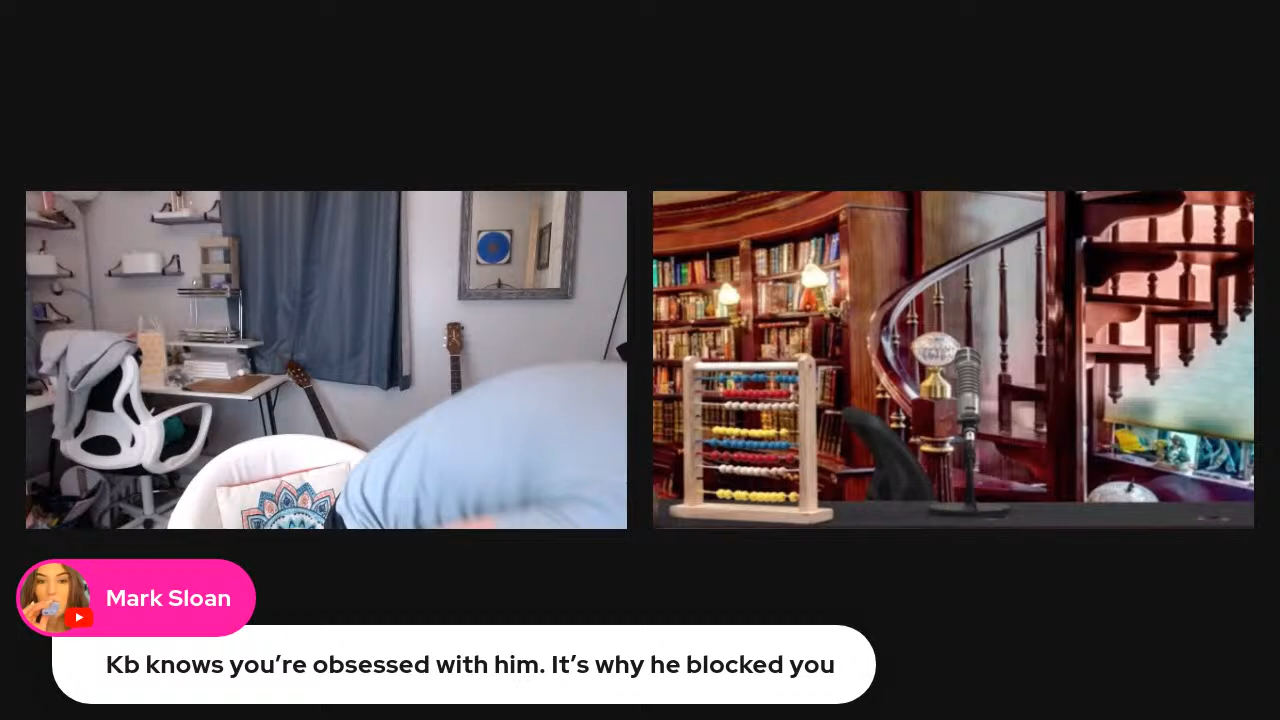 Mark Sloan
Kb knows you’re obsessed with him. It’s why he blocked you